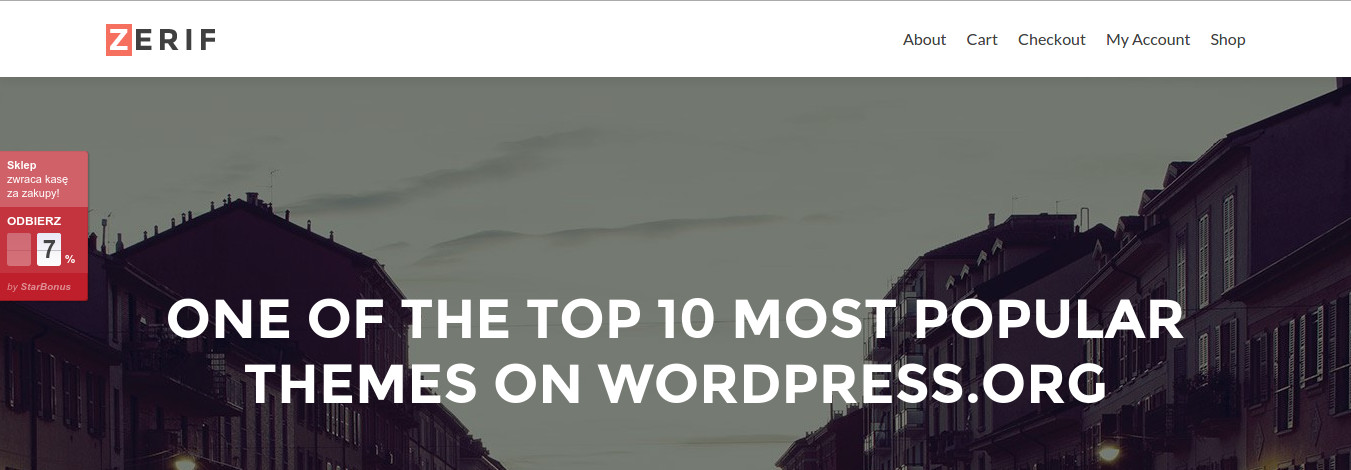 ZERIF
About Cart Checkout My Account Shop
Sklep
zwraca kasę
za zakupy!
ODBIERZ
7 %
by StarBonus
ONE OF THE TOP 10 MOST POPULAR
THEMES ON WORDPRESS.ORG